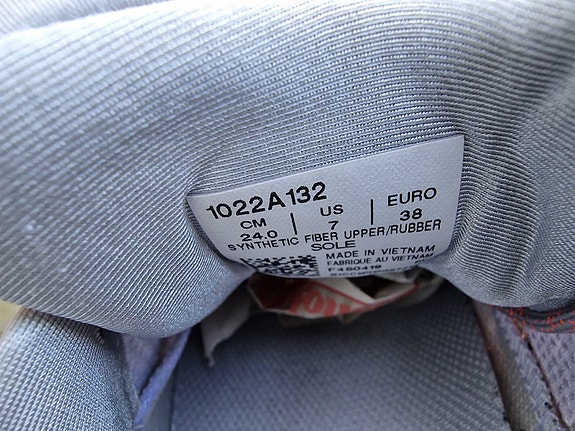 1022A132
CM | US | EURO
24.0 | 7 | 38
SYNTHETIC FIBER UPPER/RUBBER
SOLE
MADE IN VIETNAM
FABRIQUE AU VIETNAM